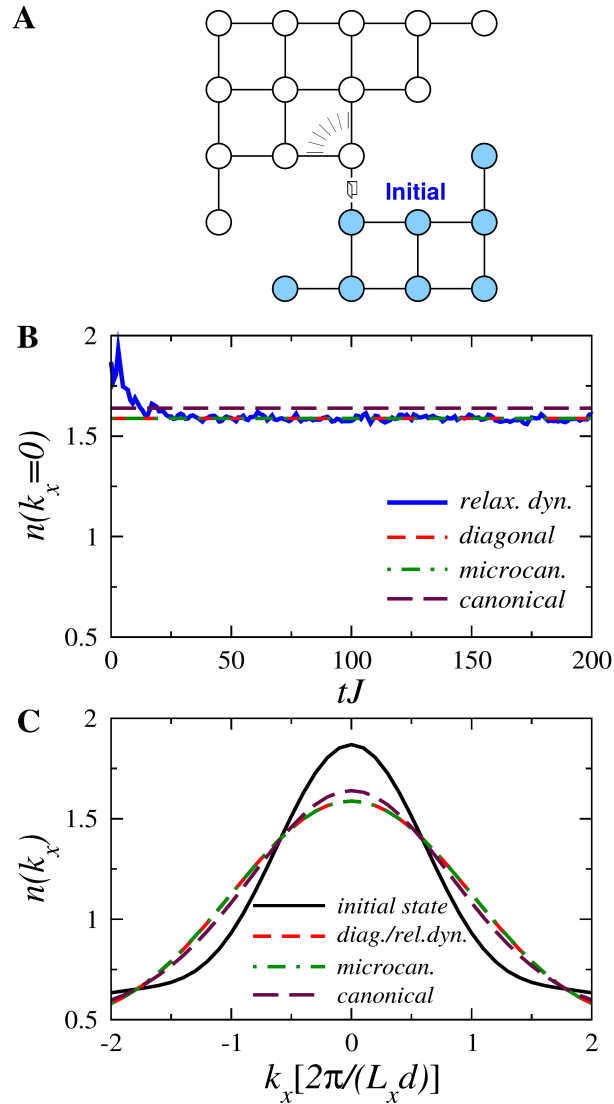 A
Initial
B
2
1.5
1
0.5
n(k_x=0)
relax. dyn.
diagonal
microcan.
canonical
0
50
100
150
200
tJ
C
2
1.5
1
0.5
n(k_x)
initial state
diag./rel.dyn.
microcan.
canonical
-2
-1
0
1
2
k_x[2π/(L_xd)]